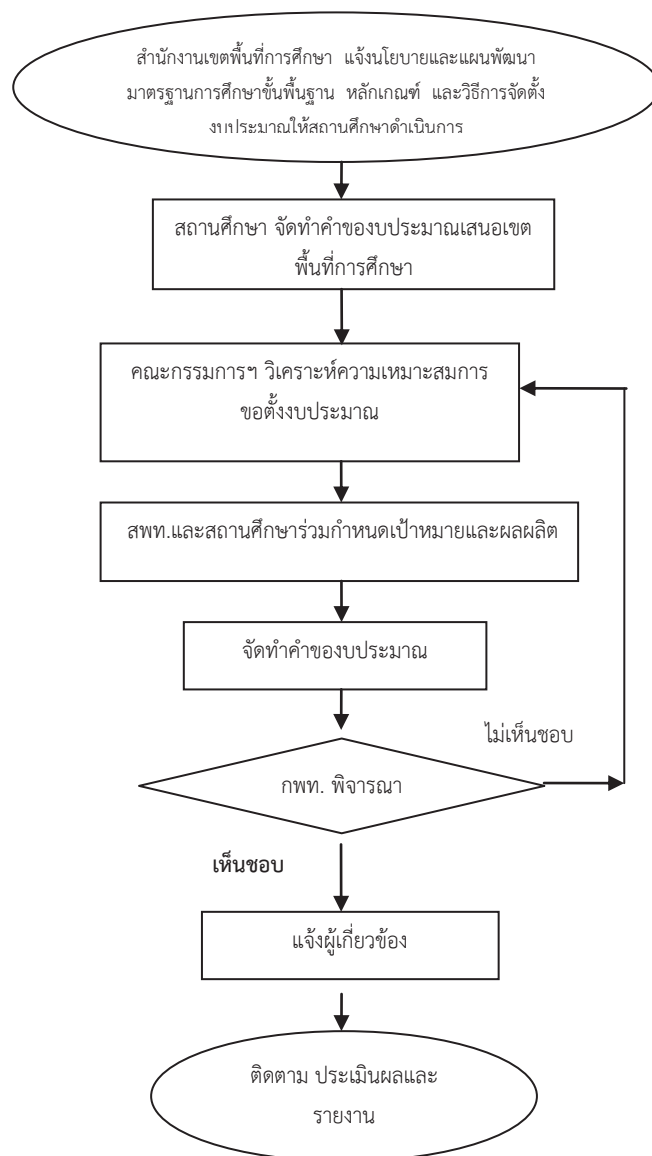 สำนักงานเขตพื้นที่การศึกษา แจ้งนโยบายและแผนพัฒนา
มาตรฐานการศึกษาขั้นพื้นฐาน หลักเกณฑ์ และวิธีการจัดตั้ง
งบประมาณให้สถานศึกษาดำเนินการ
สถานศึกษา จัดทำคำของบประมาณเสนอเขต
พื้นที่การศึกษา
คณะกรรมการฯ วิเคราะห์ความเหมาะสมการ
ขอตั้งงบประมาณ
สพท.และสถานศึกษาร่วมกำหนดเป้าหมายและผลผลิต
จัดทำคำของบประมาณ
ไม่เห็นชอบ
กพท. พิจารณา
เห็นชอบ
แจ้งผู้เกี่ยวข้อง
ติดตาม ประเมินผลและ
รายงาน